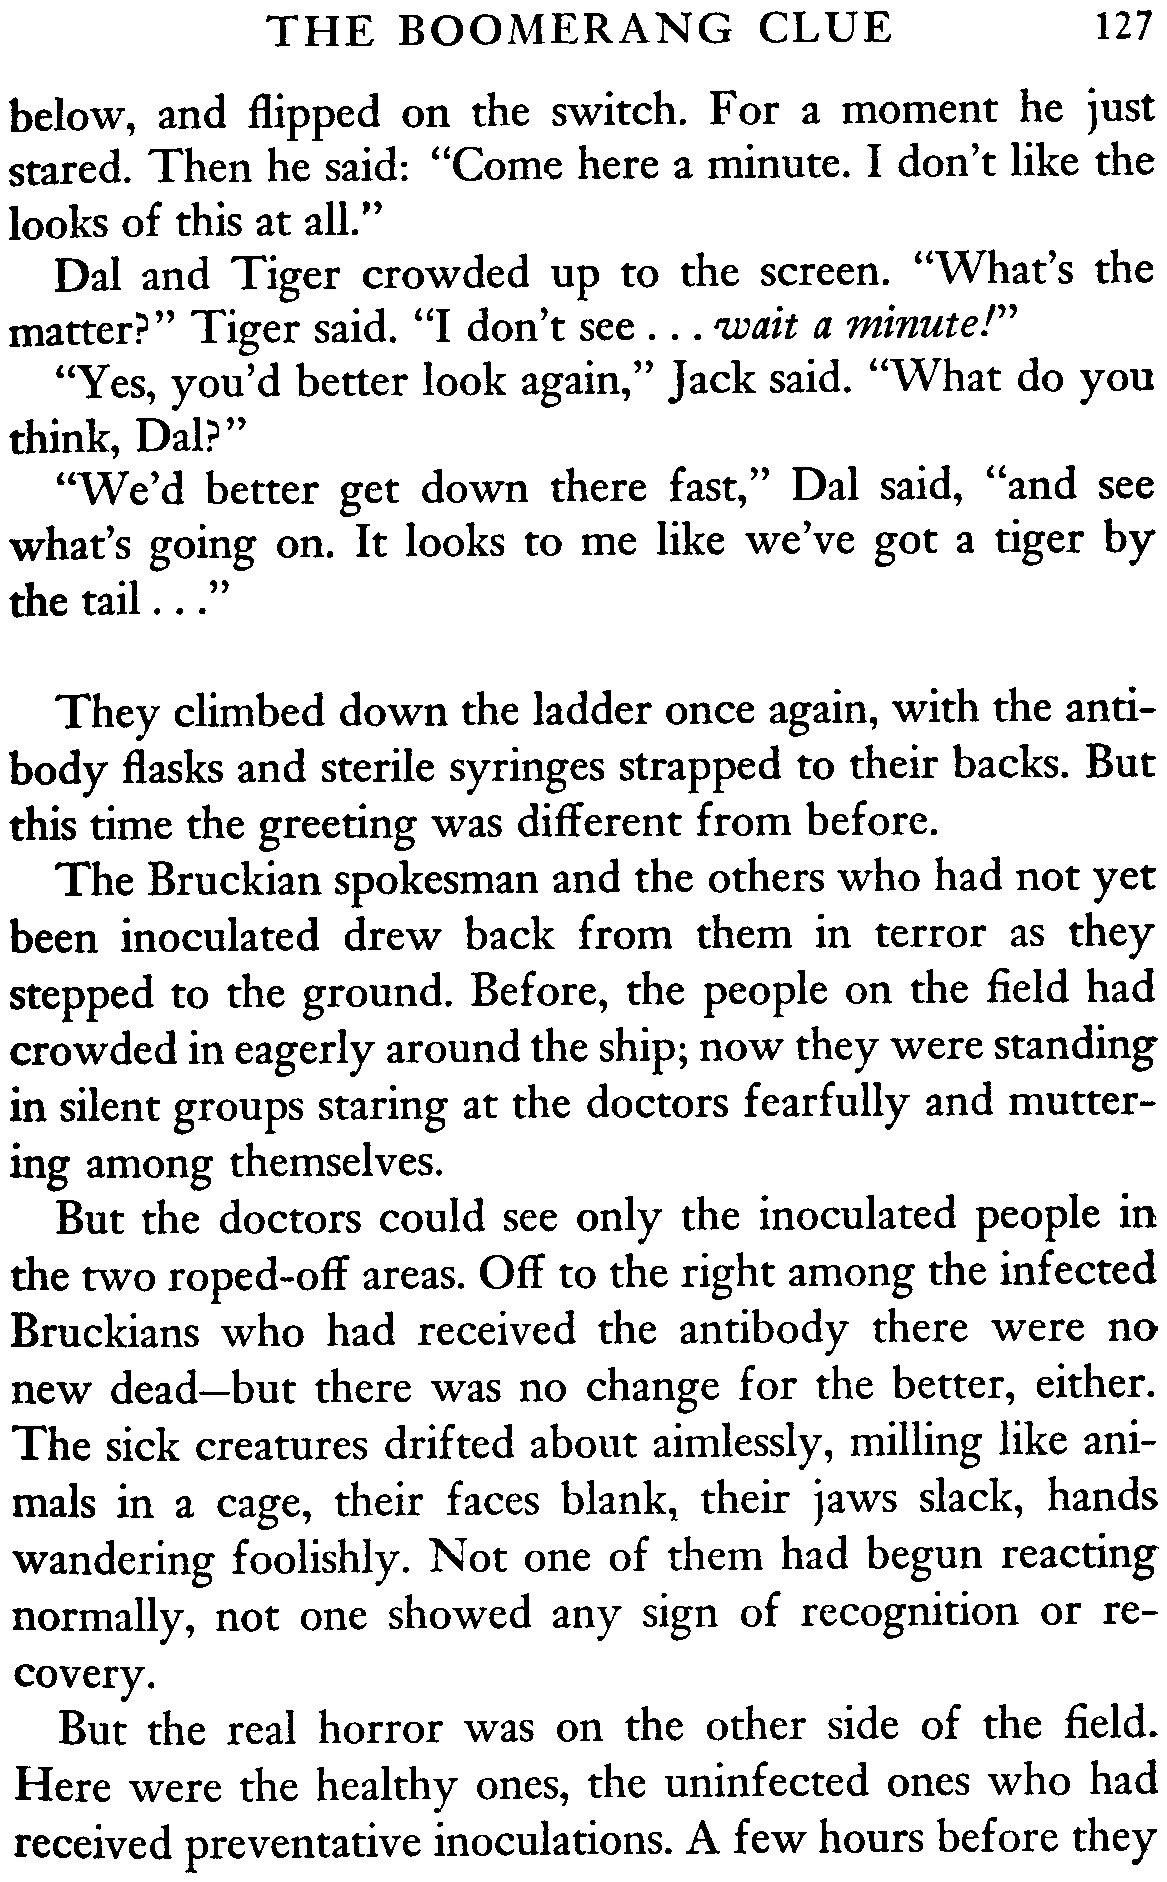 THE BOOMERANG CLUE 127
below, and flipped on the switch. For a moment he just
stared. Then he said: “Come here a minute. I don’t like the
looks of this at all.”
Dal and Tiger crowded up to the screen. “What’s the
matter?” Tiger said. “I don’t see . . . wait a minute!”
“Yes, you’d better look again,” Jack said. “What do you
think, Dal?”
“We’d better get down there fast,” Dal said, “and see
what’s going on. It looks to me like we’ve got a tiger by
the tail . . .”
They climbed down the ladder once again, with the anti-
body flasks and sterile syringes strapped to their backs. But
this time the greeting was different from before.
The Bruckian spokesman and the others who had not yet
been inoculated drew back from them in terror as they
stepped to the ground. Before, the people on the field had
crowded in eagerly around the ship; now they were standing
in silent groups staring at the doctors fearfully and mutter-
ing among themselves.
But the doctors could see only the inoculated people in
the two roped-off areas. Off to the right among the infected
Bruckians who had received the antibody there were no
new dead—but there was no change for the better, either.
The sick creatures drifted about aimlessly, milling like ani-
mals in a cage, their faces blank, their jaws slack, hands
wandering foolishly. Not one of them had begun reacting
normally, not one showed any sign of recognition or re-
covery.
But the real horror was on the other side of the field.
Here were the healthy ones, the uninfected ones who had
received preventative inoculations. A few hours before they